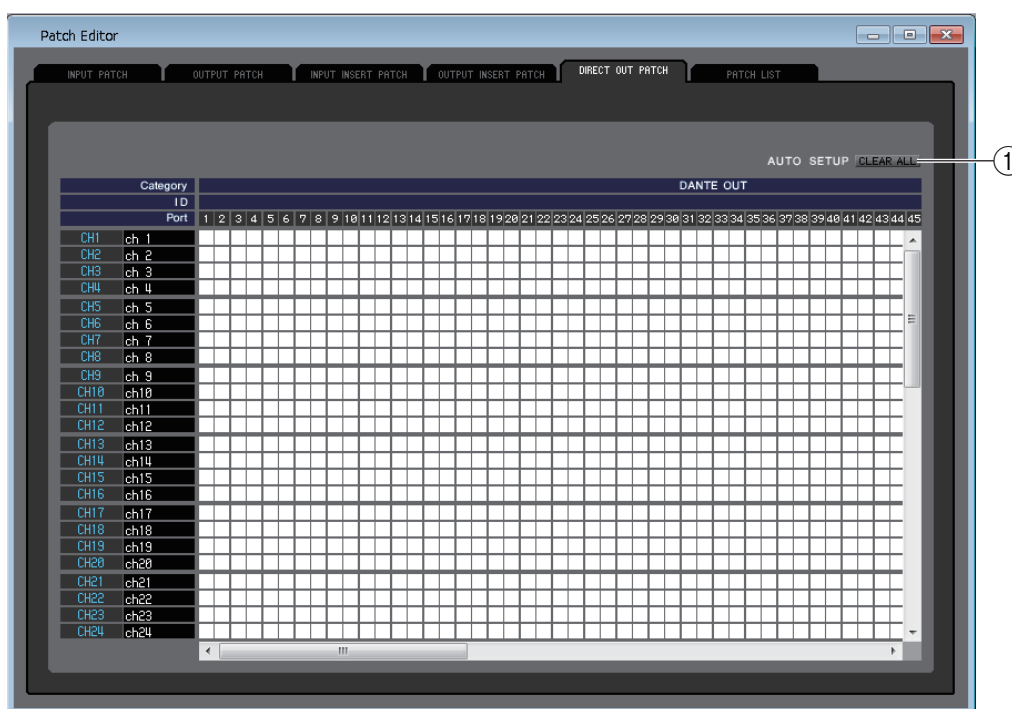 Patch Editor
INPUT PATCH OUTPUT PATCH INPUT INSERT PATCH OUTPUT INSERT PATCH DIRECT OUT PATCH PATCH LIST
AUTO SETUP CLEAR ALL 1
Category DANTE OUT
ID
Port 1 2 3 4 5 6 7 8 9 10 11 12 13 14 15 16 17 18 19 20 21 22 23 24 25 26 27 28 29 30 31 32 33 34 35 36 37 38 39 40 41 42 43 44 45
CH1 ch 1
CH2 ch 2
CH3 ch 3
CH4 ch 4
CH5 ch 5
CH6 ch 6
CH7 ch 7
CH8 ch 8
CH9 ch 9
CH10 ch10
CH11 ch11
CH12 ch12
CH13 ch13
CH14 ch14
CH15 ch15
CH16 ch16
CH17 ch17
CH18 ch18
CH19 ch19
CH20 ch20
CH21 ch21
CH22 ch22
CH23 ch23
CH24 ch24